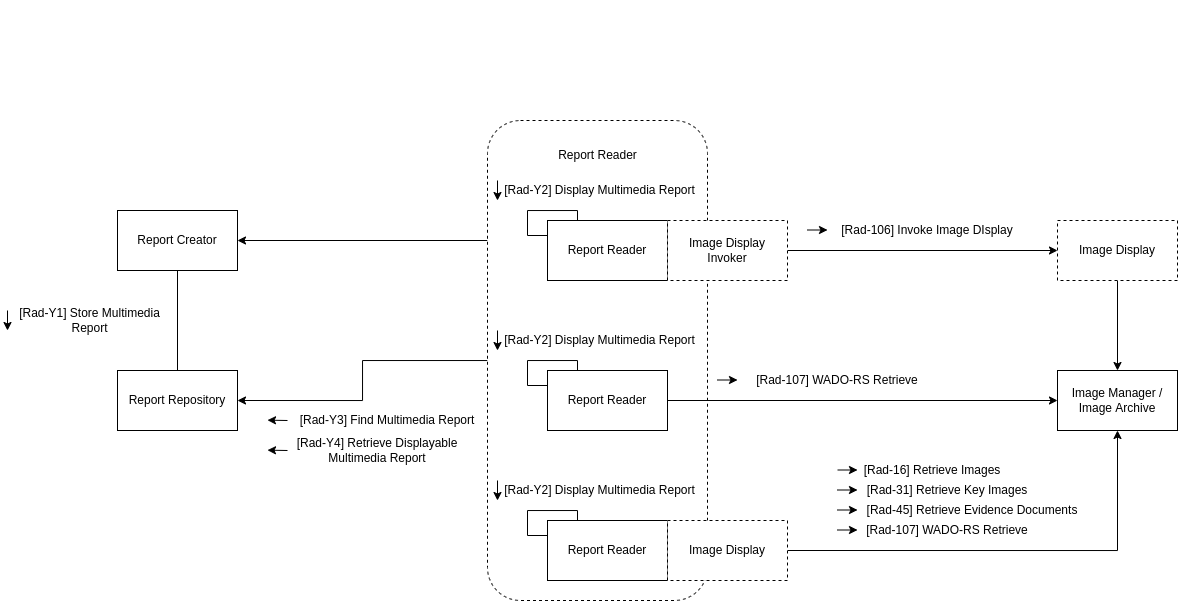 Report Reader
[Rad-Y2] Display Multimedia Report
Report Creator
Report Reader
Image Display
Invoker
[Rad-106] Invoke Image DIsplay
Image Display
[Rad-Y1] Store Multimedia
Report
[Rad-Y2] Display Multimedia Report
Report Repository
Report Reader
[Rad-107] WADO-RS Retrieve
Image Manager /
Image Archive
[Rad-Y3] Find Multimedia Report
[Rad-Y4] Retrieve Displayable
Multimedia Report
[Rad-Y2] Display Multimedia Report
Report Reader
Image Display
[Rad-16] Retrieve Images
[Rad-31] Retrieve Key Images
[Rad-45] Retrieve Evidence Documents
[Rad-107] WADO-RS Retrieve